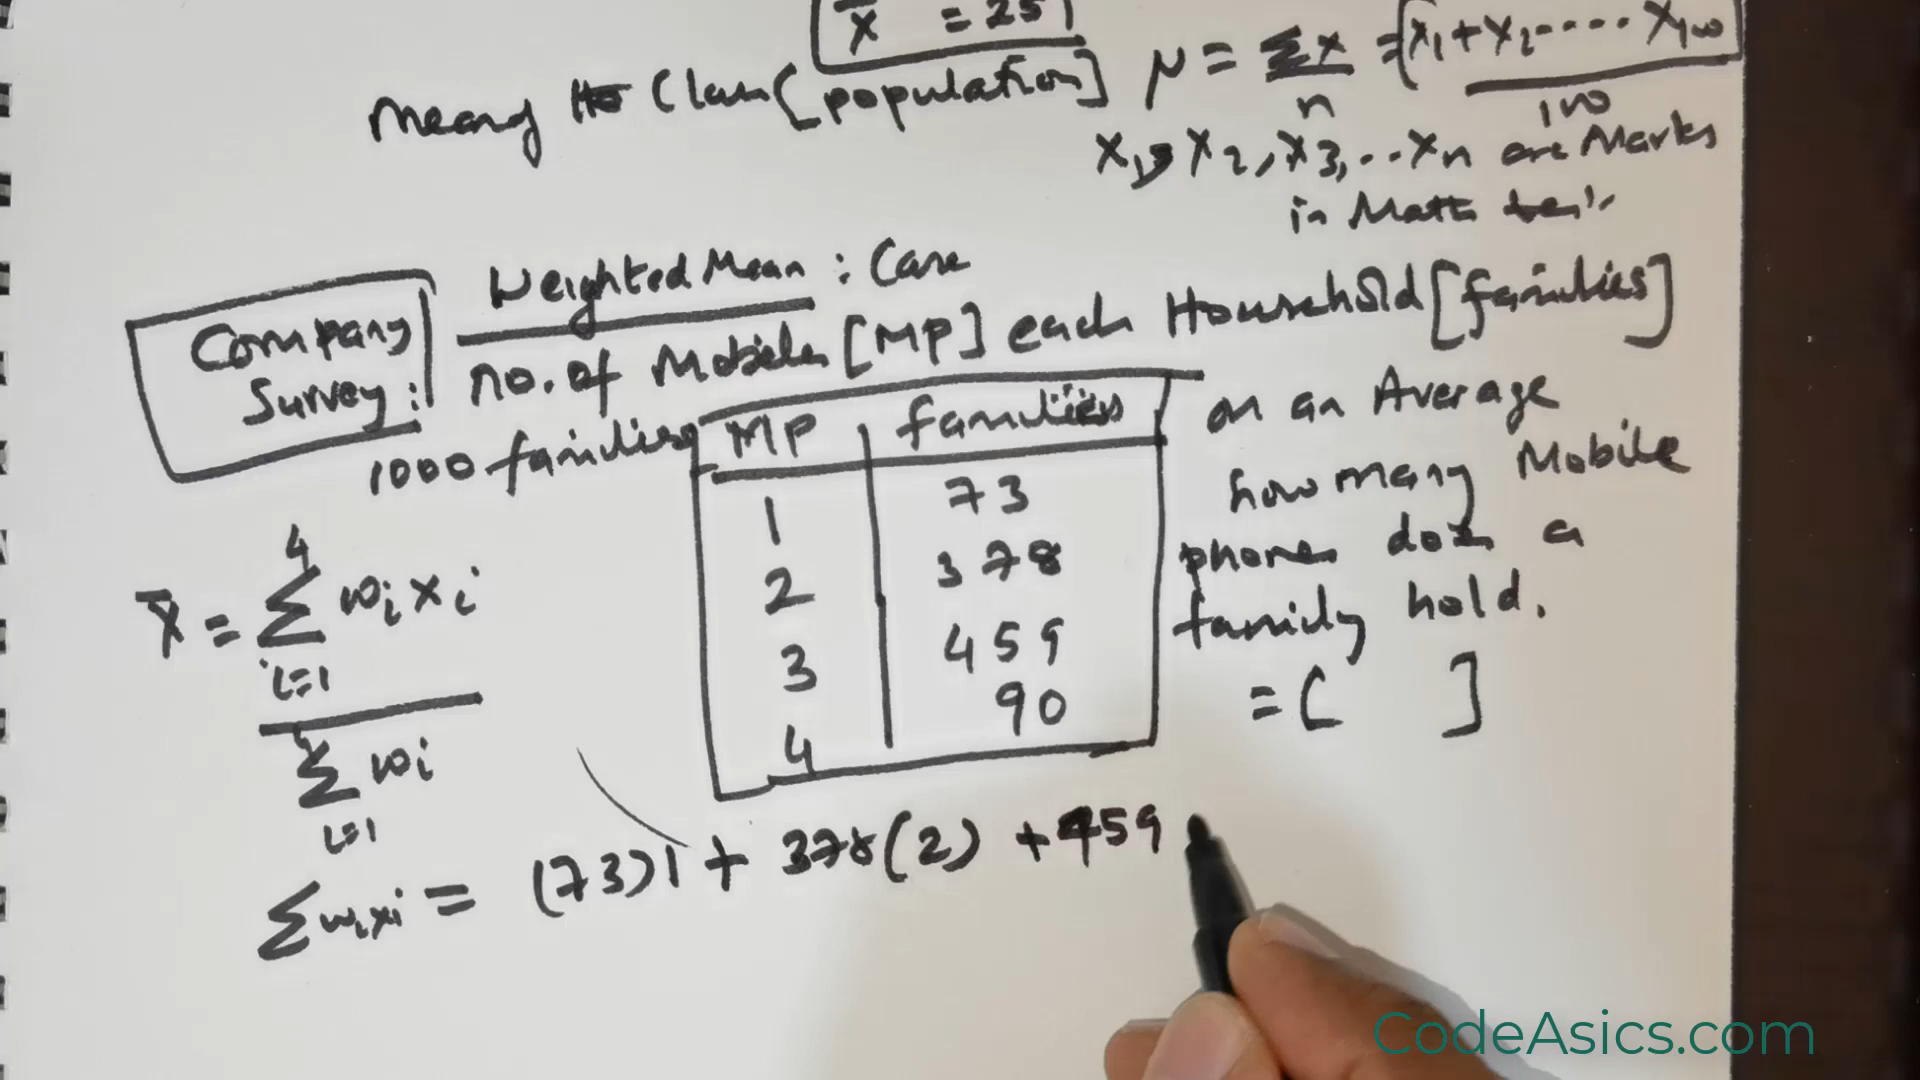 x̄ = 25
Meang Class [population] μ = Σx / n = [x₁+x₂..... x₁₀₀ / 100
x₁, x₂, x3, .. xn are Marks
in Math
Weighted Mean : Case
Company Survey :
no. of Mobiles [MP] each Household [families]
1000 families
MP families
1 73
2 378
3 459
4 90
on an Average
how many Mobile
phones does a
family hold.
= [ ]
x̄ = 4 Σ i=1 wi xi
Σ i=1 wi
Σwixi = (73)1 + 378(2) + 459
CodeAsics.com